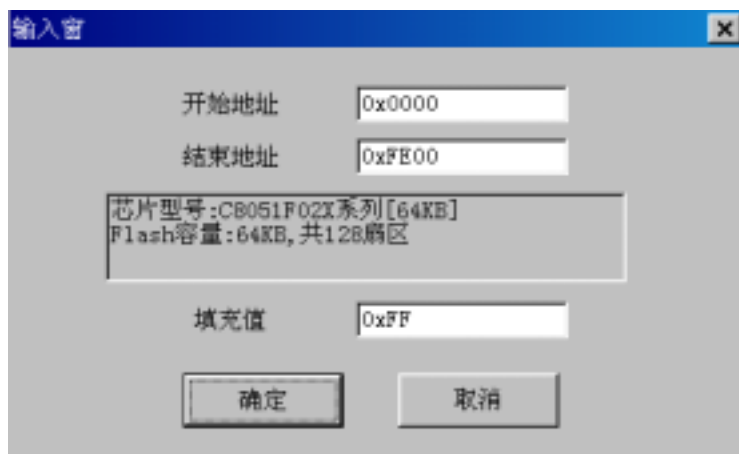 输入窗
开始地址 0x0000
结束地址 0xFE00
芯片型号:C8051F02X系列[64KB]
Flash容量:64KB,共128扇区
填充值 0xFF
确定 取消